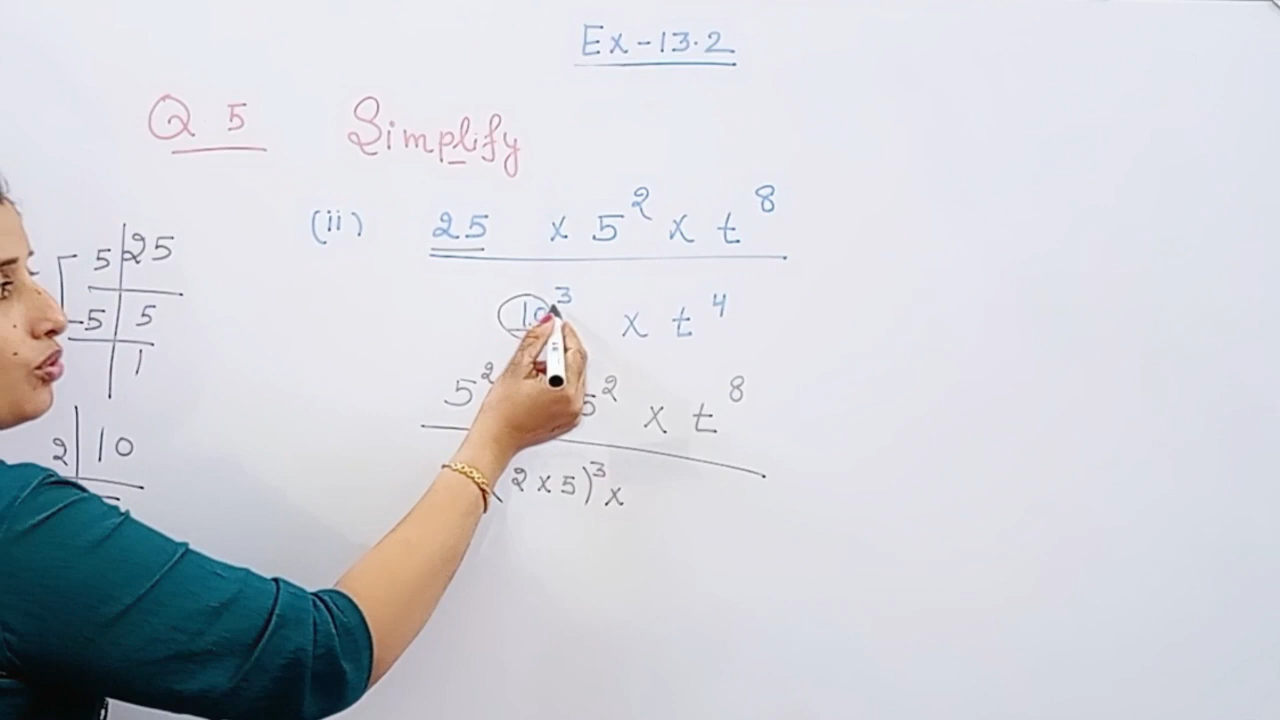 Ex-13.2
Q 5 Simplify
(ii) 25 x 5² x t⁸
10³ x t⁴
5² 5² x t⁸
(2x5)³x
5|25
5|5
1
2|10